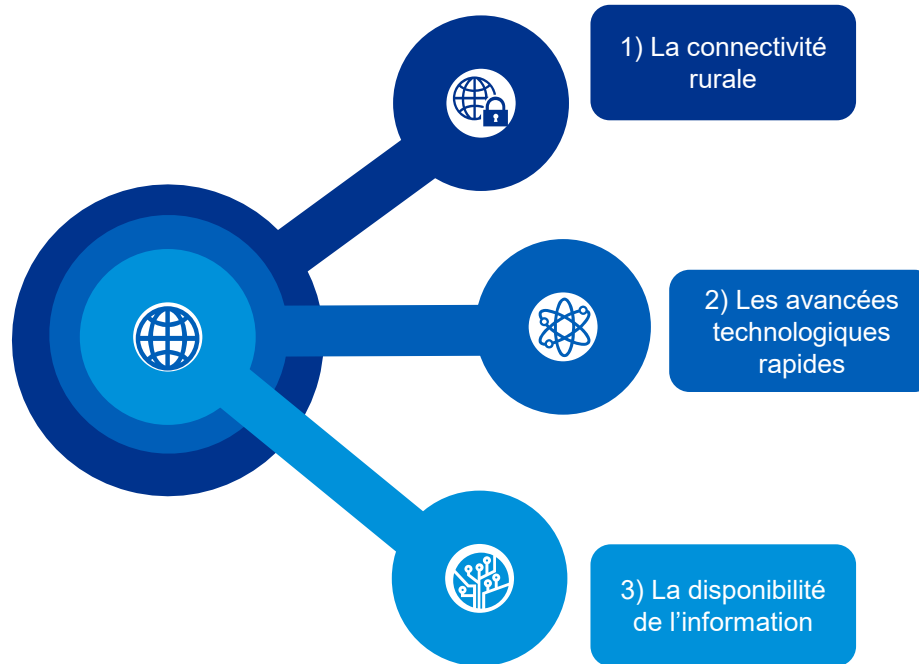 1) La connectivité
rurale
2) Les avancées
technologiques
rapides
3) La disponibilité
de l’information